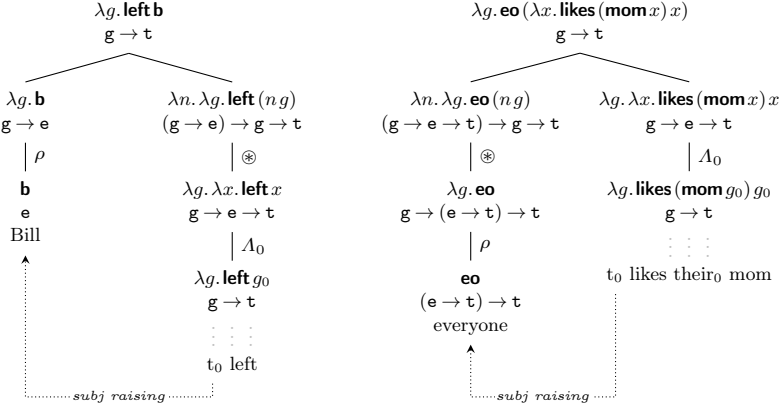 λg. left b
g → t
λg. b
g → e
ρ
b
e
Bill
λn. λg. left (n g)
(g → e) → g → t
⊛
λg. λx. left x
g → e → t
Λ₀
λg. left g₀
g → t
t₀ left
subj raising
λg. eo (λx. likes (mom x) x)
g → t
λn. λg. eo (n g)
(g → e → t) → g → t
⊛
λg. eo
g → (e → t) → t
ρ
eo
(e → t) → t
everyone
λg. λx. likes (mom x) x
g → e → t
Λ₀
λg. likes (mom g₀) g₀
g → t
t₀ likes their₀ mom
subj raising